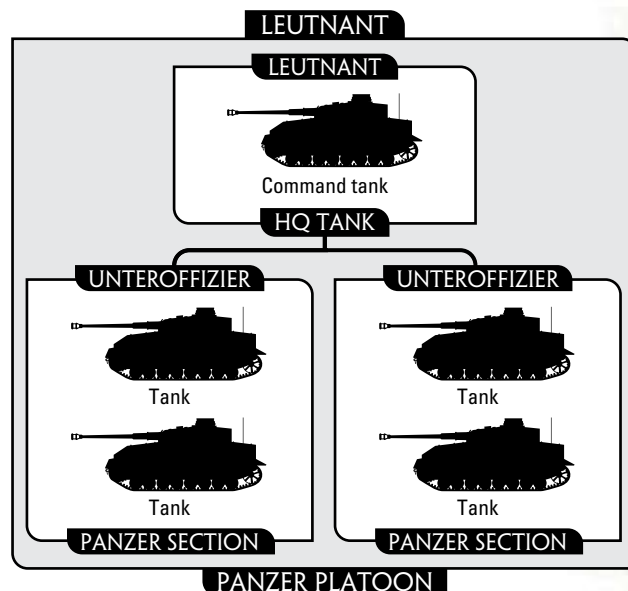 LEUTNANT
LEUTNANT
Command tank
HQ TANK
UNTEROFFIZIER
Tank
Tank
PANZER SECTION
UNTEROFFIZIER
Tank
Tank
PANZER SECTION
PANZER PLATOON